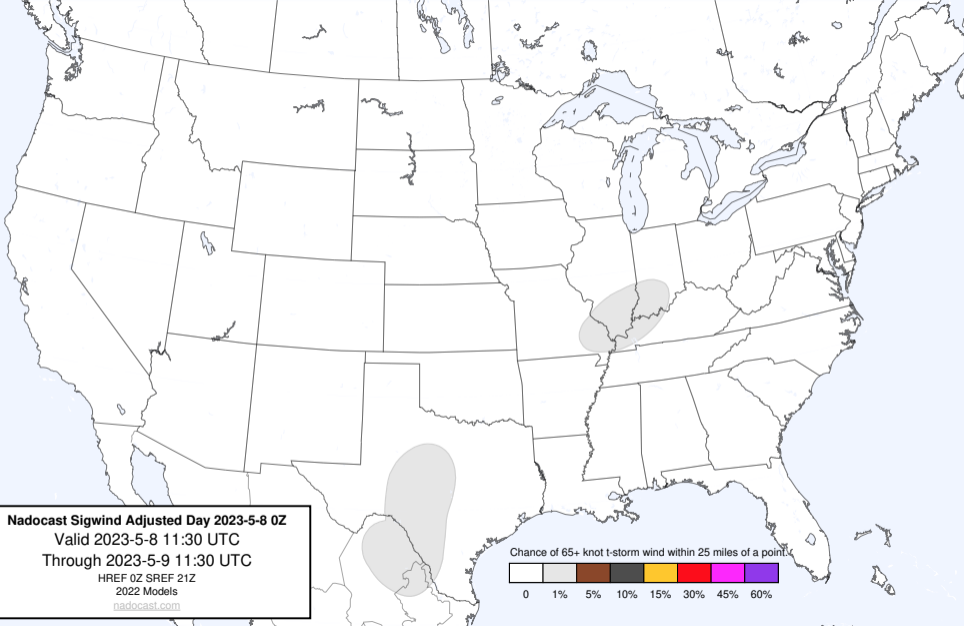 Nadocast Sigwind Adjusted Day 2023-5-8 0Z
Valid 2023-5-8 11:30 UTC
Through 2023-5-9 11:30 UTC
HREF 0Z SREF 21Z
2022 Models
nadocast.com
Chance of 65+ knot t-storm wind within 25 miles of a point.
0 1% 5% 10% 15% 30% 45% 60%